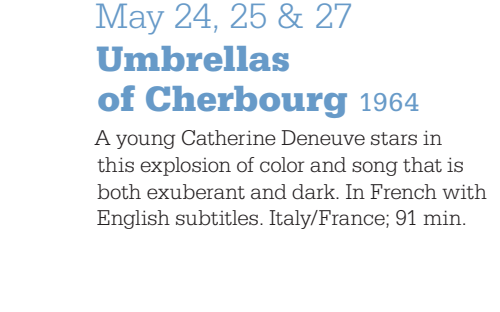 May 24, 25 & 27
Umbrellas
of Cherbourg 1964
A young Catherine Deneuve stars in
this explosion of color and song that is
both exuberant and dark. In French with
English subtitles. Italy/France; 91 min.